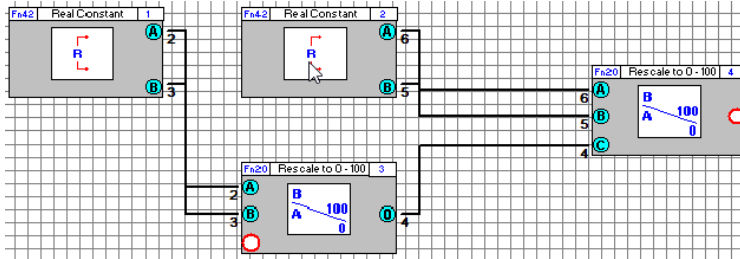 Fn42 Real Constant 1
A
2
R
B
3
Fn42 Real Constant 2
A
6
R
B
5
Fn20 Rescale to 0 - 100 4
6 A
B
A 100
0
5 B
4 C
Fn20 Rescale to 0 - 100 3
2 A
B
A 100
0
3 B
O
4